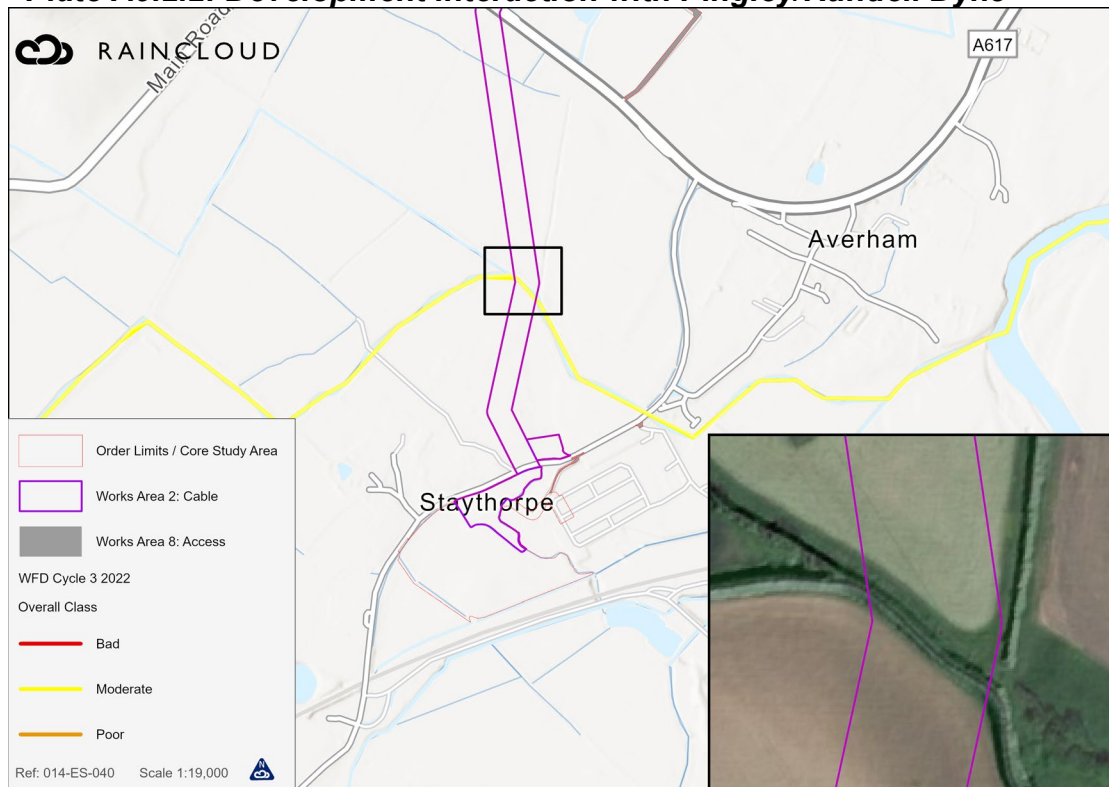 RAINCLOUD
Main Road
A617
Averham
Staythorpe
Order Limits / Core Study Area
Works Area 2: Cable
Works Area 8: Access
WFD Cycle 3 2022
Overall Class
Bad
Moderate
Poor
Ref: 014-ES-040 Scale 1:19,000
N